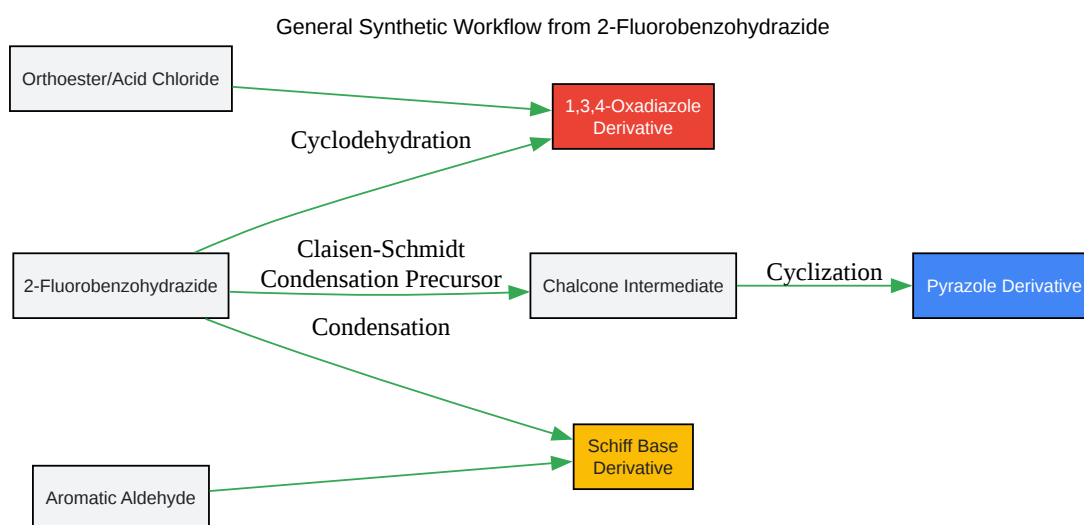 General Synthetic Workflow from 2-Fluorobenzohydrazide
Orthoester/Acid Chloride
1,3,4-Oxadiazole
Derivative
Cyclodehydration
2-Fluorobenzohydrazide
Claisen-Schmidt
Condensation Precursor
Chalcone Intermediate
Cyclization
Pyrazole Derivative
Condensation
Schiff Base
Derivative
Aromatic Aldehyde